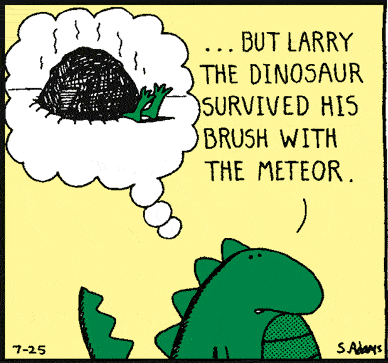 ...BUT LARRY
THE DINOSAUR
SURVIVED HIS
BRUSH WITH
THE METEOR.
7-25
S.Adams